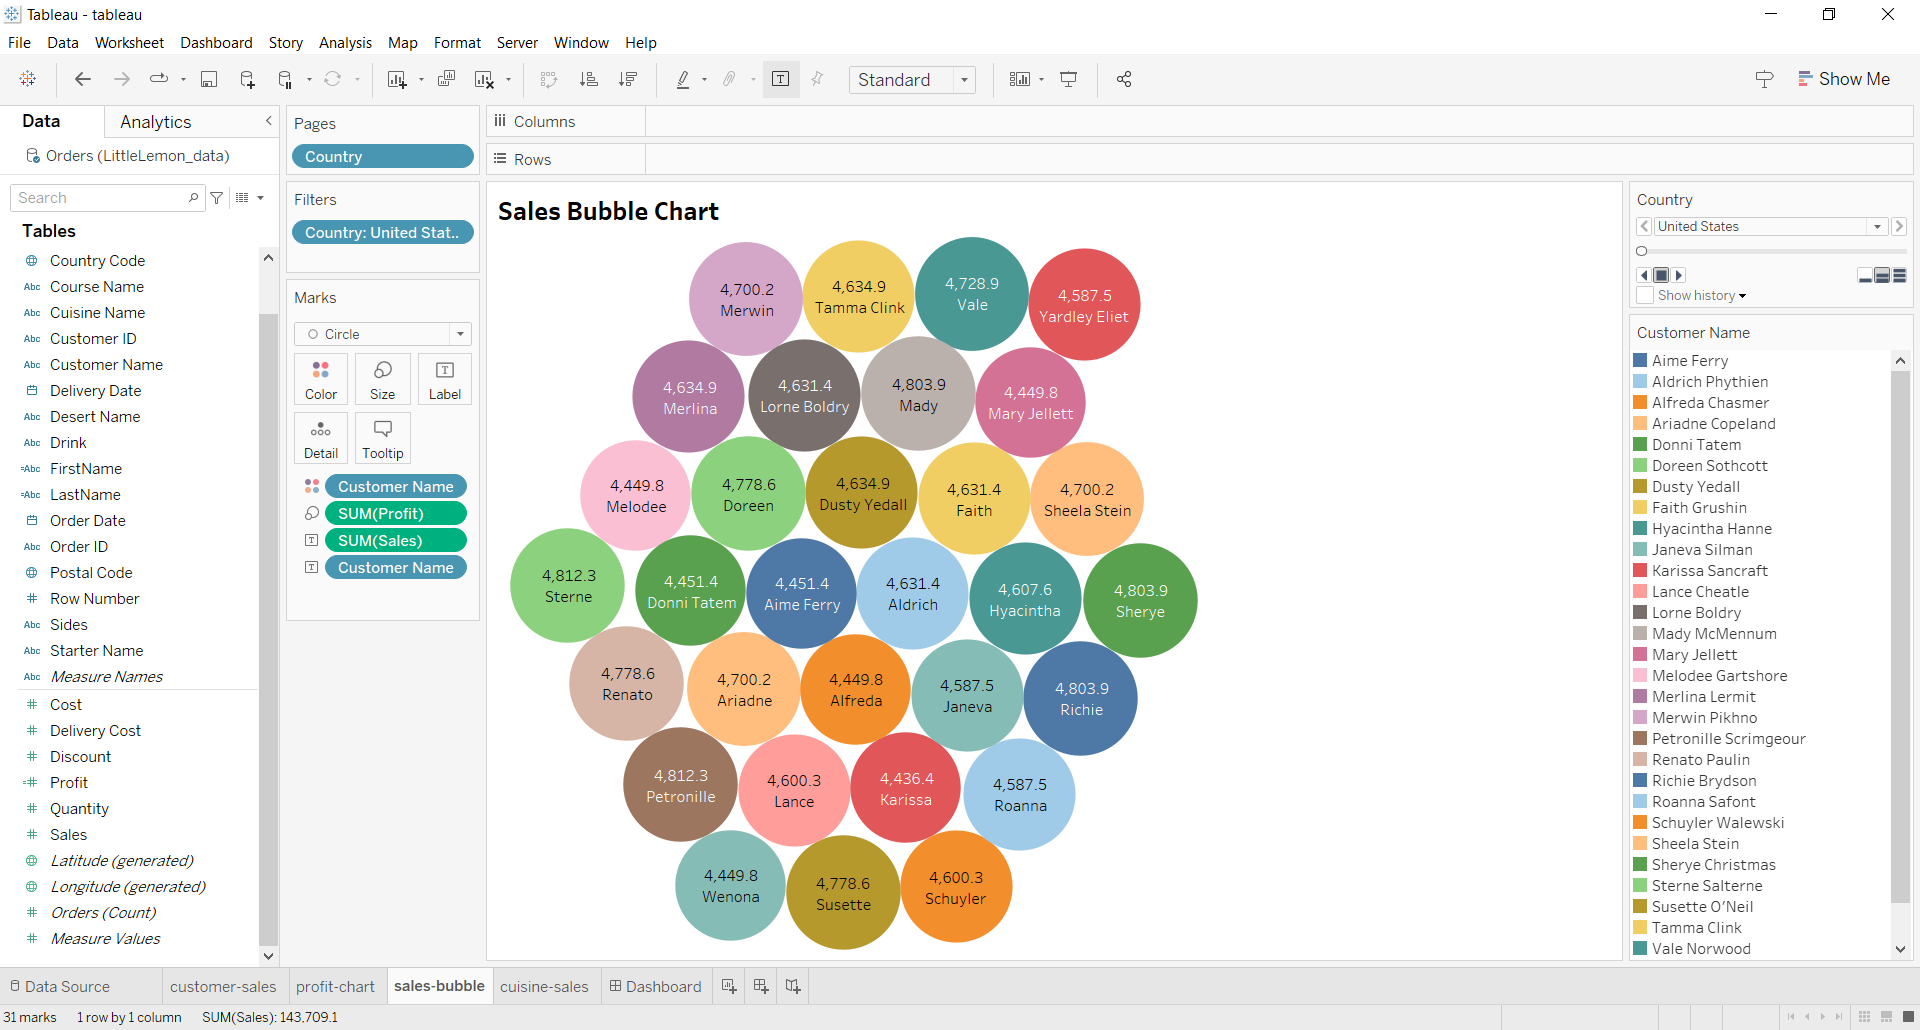 Tableau - tableau
File Data Worksheet Dashboard Story Analysis Map Format Server Window Help
Standard
Show Me
Data Analytics
Orders (LittleLemon_data)
Search
Tables
Country Code
Abc Course Name
Abc Cuisine Name
Abc Customer ID
Abc Customer Name
Delivery Date
Abc Desert Name
Abc Drink
=Abc FirstName
=Abc LastName
Order Date
Abc Order ID
Postal Code
# Row Number
Abc Sides
Abc Starter Name
Abc Measure Names
# Cost
# Delivery Cost
# Discount
=# Profit
# Quantity
# Sales
Latitude (generated)
Longitude (generated)
# Orders (Count)
# Measure Values
Pages
Country
Filters
Country: United Stat..
Marks
Circle
Color Size Label
Detail Tooltip
Customer Name
SUM(Profit)
SUM(Sales)
Customer Name
Columns
Rows
Sales Bubble Chart
4,700.2
Merwin
4,634.9
Tamma Clink
4,728.9
Vale
4,587.5
Yardley Eliet
4,634.9
Merlina
4,631.4
Lorne Boldry
4,803.9
Mady
4,449.8
Mary Jellett
4,449.8
Melodee
4,778.6
Doreen
4,634.9
Dusty Yedall
4,631.4
Faith
4,700.2
Sheela Stein
4,812.3
Sterne
4,451.4
Donni Tatem
4,451.4
Aime Ferry
4,631.4
Aldrich
4,607.6
Hyacintha
4,803.9
Sherye
4,778.6
Renato
4,700.2
Ariadne
4,449.8
Alfreda
4,587.5
Janeva
4,803.9
Richie
4,812.3
Petronille
4,600.3
Lance
4,436.4
Karissa
4,587.5
Roanna
4,449.8
Wenona
4,778.6
Susette
4,600.3
Schuyler
Country
United States
Show history
Customer Name
Aime Ferry
Aldrich Phythien
Alfreda Chasmer
Ariadne Copeland
Donni Tatem
Doreen Sothcott
Dusty Yedall
Faith Grushin
Hyacintha Hanne
Janeva Silman
Karissa Sancraft
Lance Cheatle
Lorne Boldry
Mady McMennum
Mary Jellett
Melodee Gartshore
Merlina Lermit
Merwin Pikhno
Petronille Scrimgeour
Renato Paulin
Richie Brydson
Roanna Safont
Schuyler Walewski
Sheela Stein
Sherye Christmas
Sterne Salterne
Susette O'Neil
Tamma Clink
Vale Norwood
Data Source customer-sales profit-chart sales-bubble cuisine-sales Dashboard
31 marks 1 row by 1 column SUM(Sales): 143,709.1